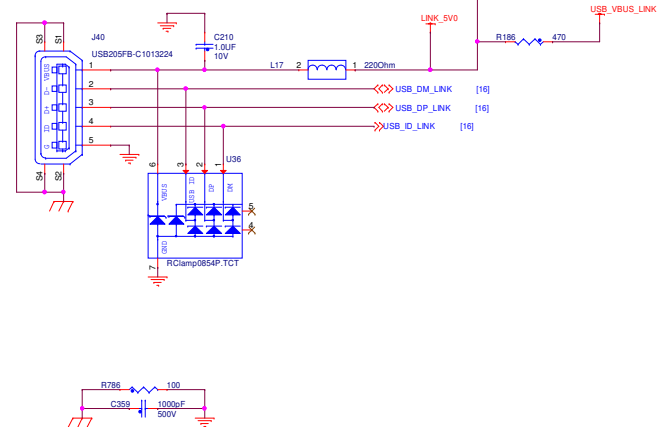 USB_VBUS_LINK
LINK_5V0
J40
USB205FB-C1013224
S3
S1
C210
1.0UF
10V
R186
470
L17
2
1
220Ohm
1
2
3
4
5
VBUS
D-
D+
ID
G
USB_DM_LINK
[16]
USB_DP_LINK
[16]
USB_ID_LINK
[16]
S4
S2
U36
6
3
2
1
VBUS
USB ID
DP
DM
5
4
GND
7
RClamp0854P.TCT
R786
100
C359
1000pF
500V